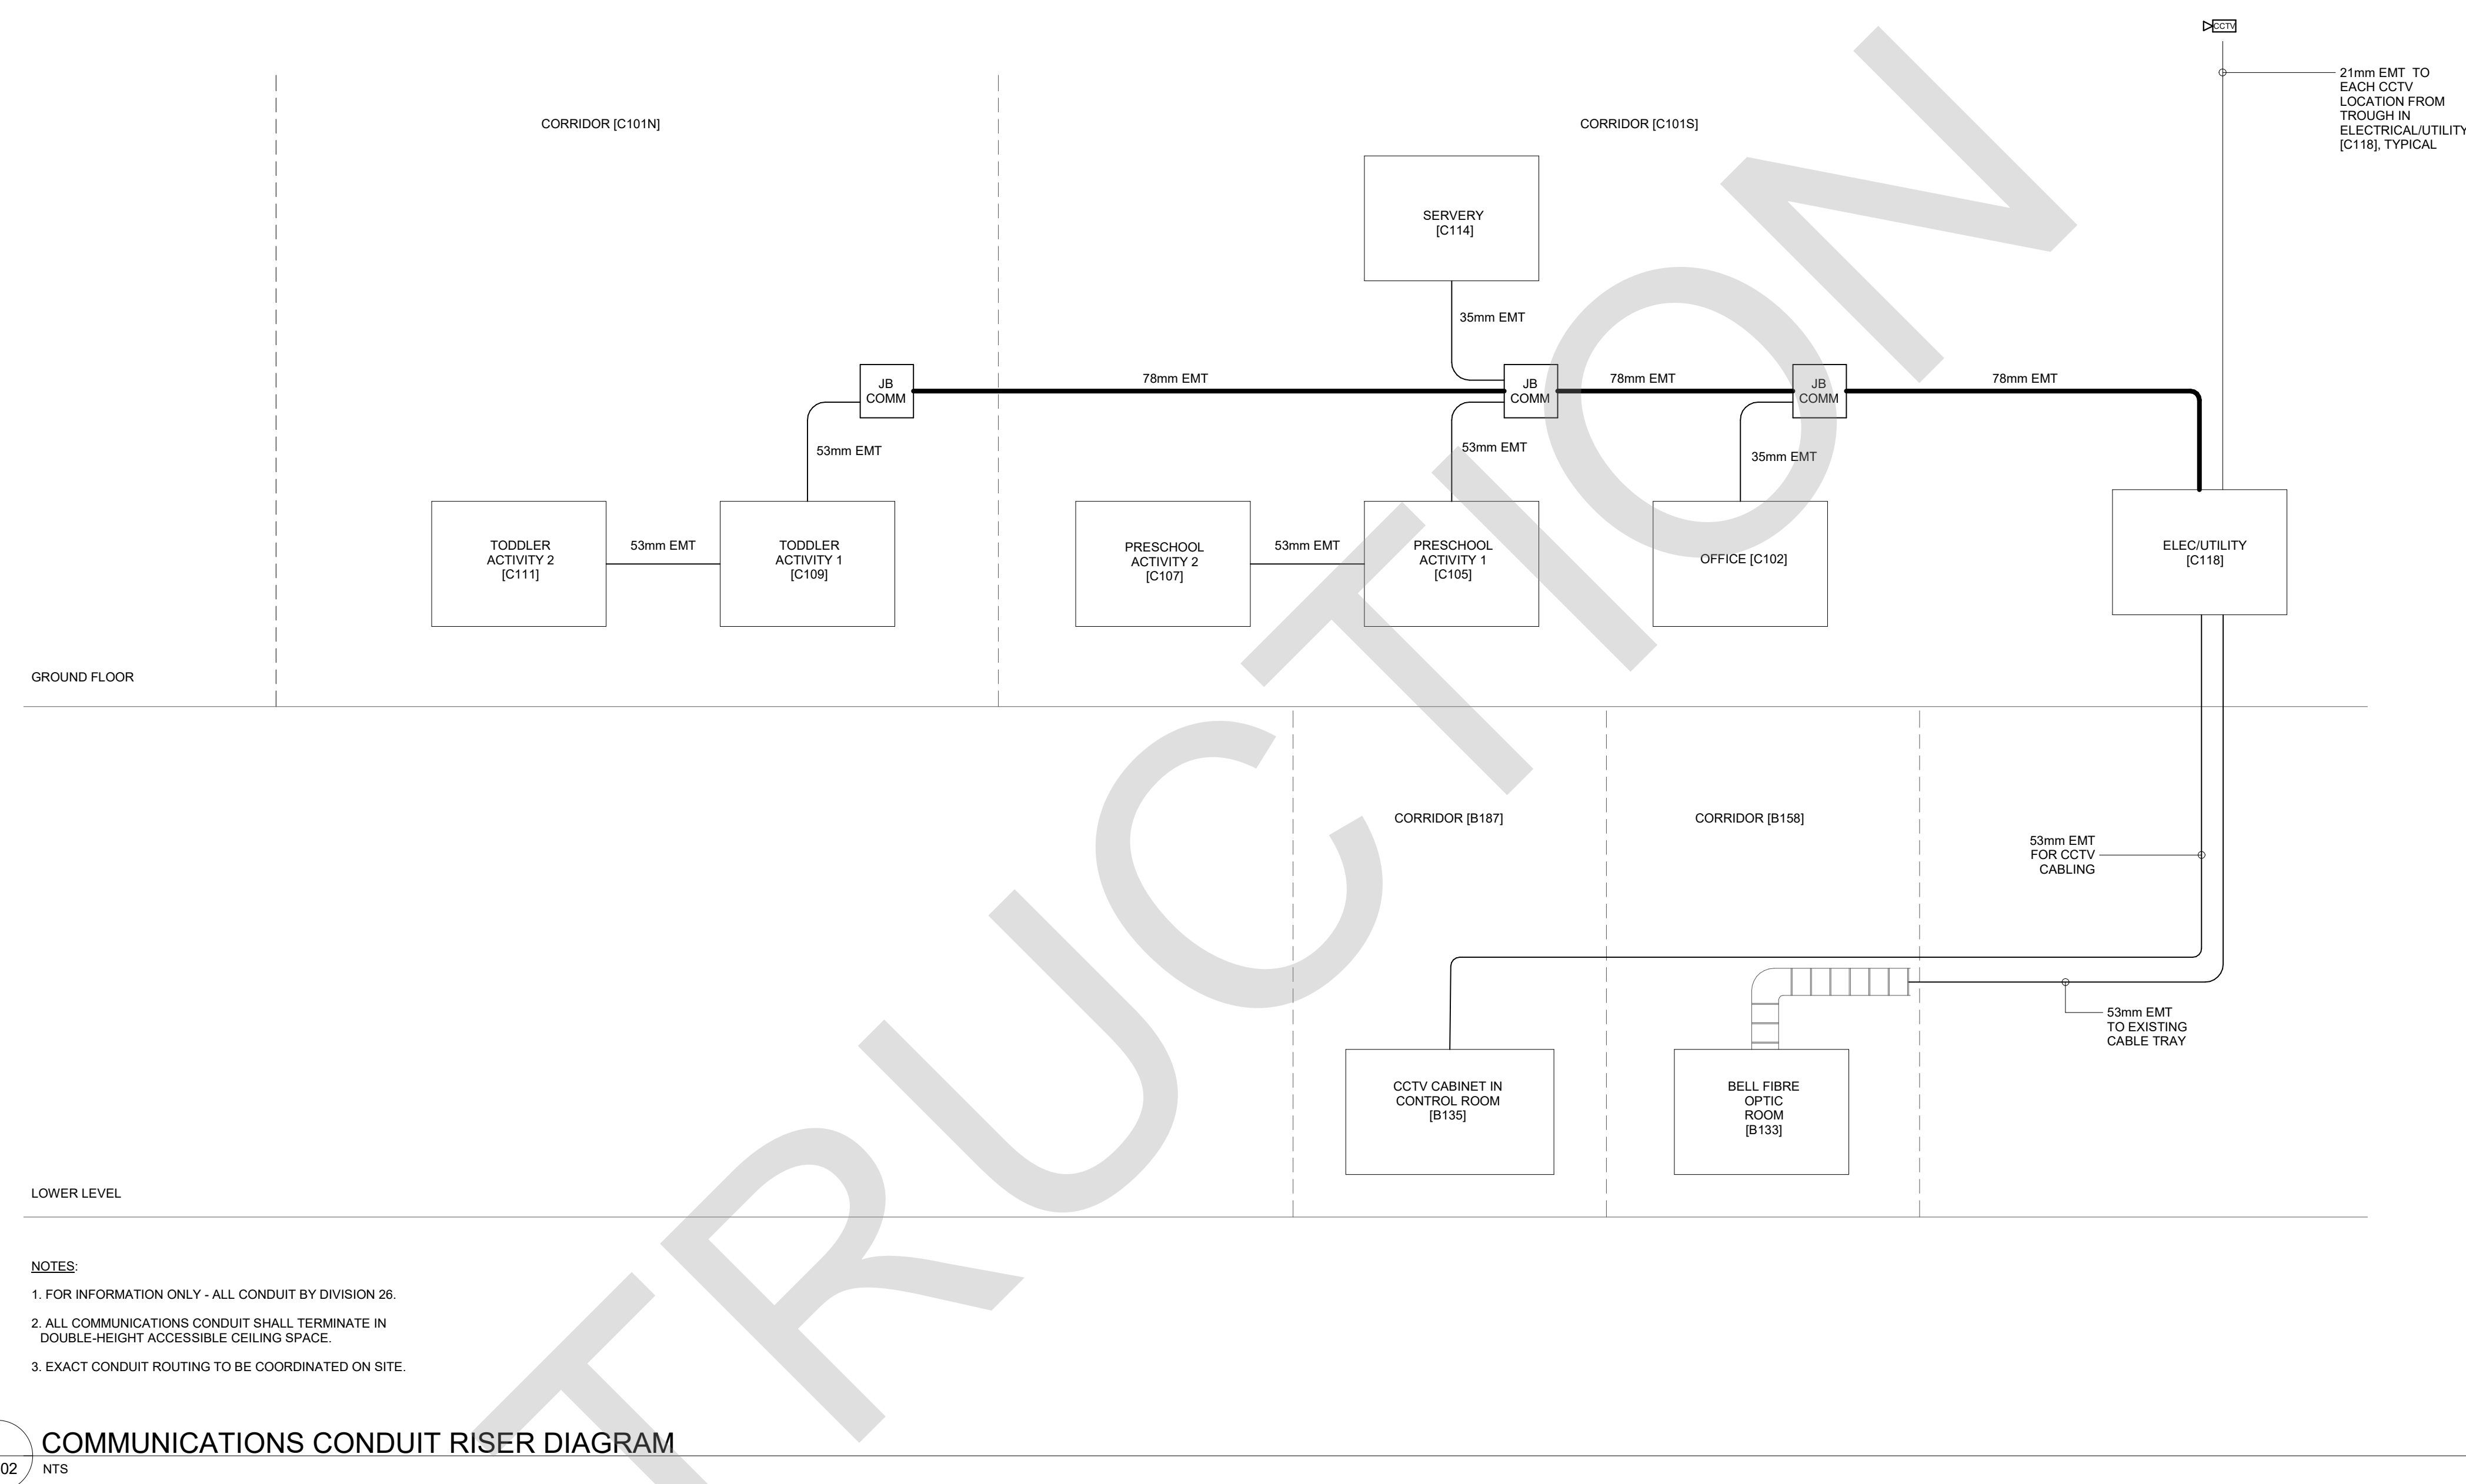 CCTV
21mm EMT TO
EACH CCTV
LOCATION FROM
TROUGH IN
ELECTRICAL/UTILITY
[C118], TYPICAL
CORRIDOR [C101N]
CORRIDOR [C101S]
SERVERY
[C114]
35mm EMT
JB
COMM
78mm EMT
JB
COMM
78mm EMT
JB
COMM
78mm EMT
53mm EMT
53mm EMT
35mm EMT
TODDLER
ACTIVITY 2
[C111]
53mm EMT
TODDLER
ACTIVITY 1
[C109]
PRESCHOOL
ACTIVITY 2
[C107]
53mm EMT
PRESCHOOL
ACTIVITY 1
[C105]
OFFICE [C102]
ELEC/UTILITY
[C118]
GROUND FLOOR
CORRIDOR [B187]
CORRIDOR [B158]
53mm EMT
FOR CCTV
CABLING
53mm EMT
TO EXISTING
CABLE TRAY
CCTV CABINET IN
CONTROL ROOM
[B135]
BELL FIBRE
OPTIC
ROOM
[B133]
LOWER LEVEL
NOTES:
1. FOR INFORMATION ONLY - ALL CONDUIT BY DIVISION 26.
2. ALL COMMUNICATIONS CONDUIT SHALL TERMINATE IN
DOUBLE-HEIGHT ACCESSIBLE CEILING SPACE.
3. EXACT CONDUIT ROUTING TO BE COORDINATED ON SITE.
COMMUNICATIONS CONDUIT RISER DIAGRAM
02
NTS
TRUCTION